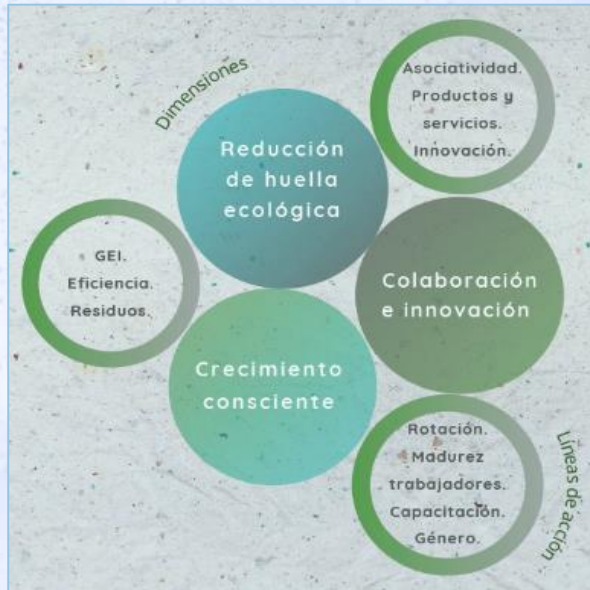 Dimensiones
Reducción
de huella
ecológica
Asociatividad.
Productos y
servicios.
Innovación.
GEI.
Eficiencia.
Residuos.
Colaboración
e innovación
Crecimiento
consciente
Rotación.
Madurez
trabajadores.
Capacitación.
Género.
Líneas de acción